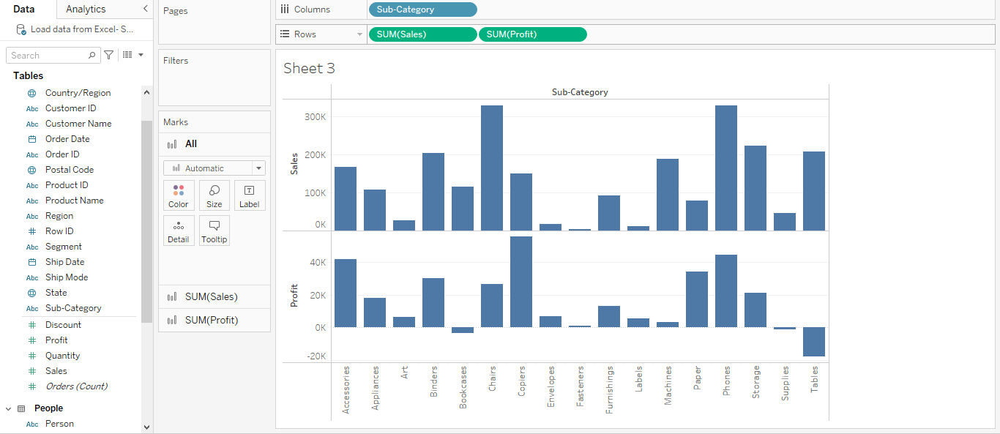 Data
Analytics
Load data from Excel- S...
Search
Tables
Country/Region
Abc Customer ID
Abc Customer Name
Order Date
Abc Order ID
Postal Code
Abc Product ID
Abc Product Name
Abc Region
Row ID
Abc Segment
Ship Date
Abc Ship Mode
State
Abc Sub-Category
Discount
Profit
Quantity
Sales
Orders (Count)
People
Abc Person
Pages
Filters
Marks
All
Automatic
Color Size Label
Detail Tooltip
SUM(Sales)
SUM(Profit)
Columns Sub-Category
Rows SUM(Sales) SUM(Profit)
Sheet 3
Sub-Category
Sales
300K
200K
100K
0K
Profit
40K
20K
0K
-20K
Accessories
Appliances
Art
Binders
Bookcases
Chairs
Copiers
Envelopes
Fasteners
Furnishings
Labels
Machines
Paper
Phones
Storage
Supplies
Tables